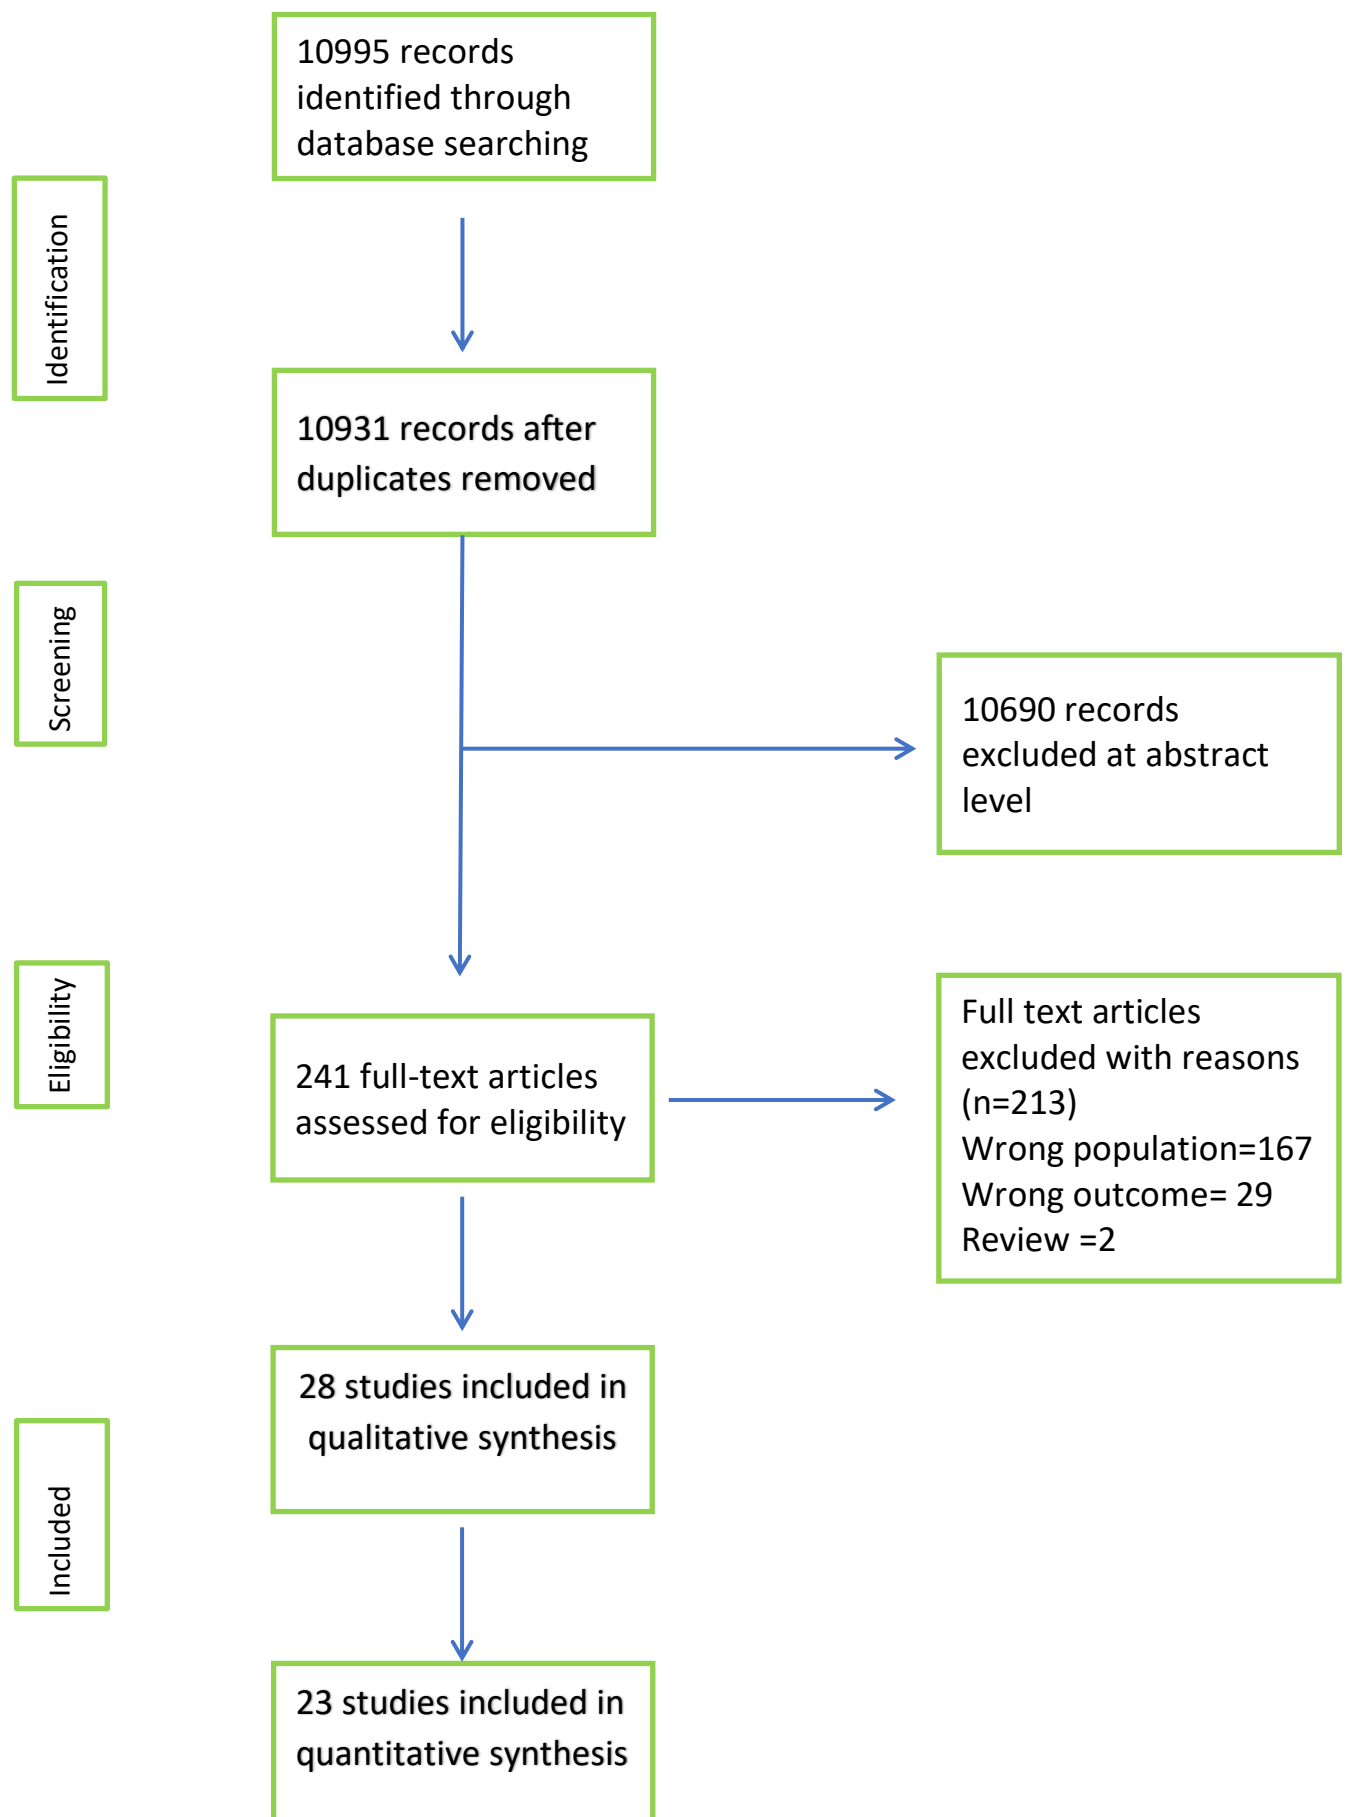 10995 records
identified through
database searching
Identification
10931 records after
duplicates removed
Screening
10690 records
excluded at abstract
level
Eligibility
241 full-text articles
assessed for eligibility
Full text articles
excluded with reasons
(n=213)
Wrong population=167
Wrong outcome= 29
Review =2
28 studies included in
qualitative synthesis
Included
23 studies included in
quantitative synthesis